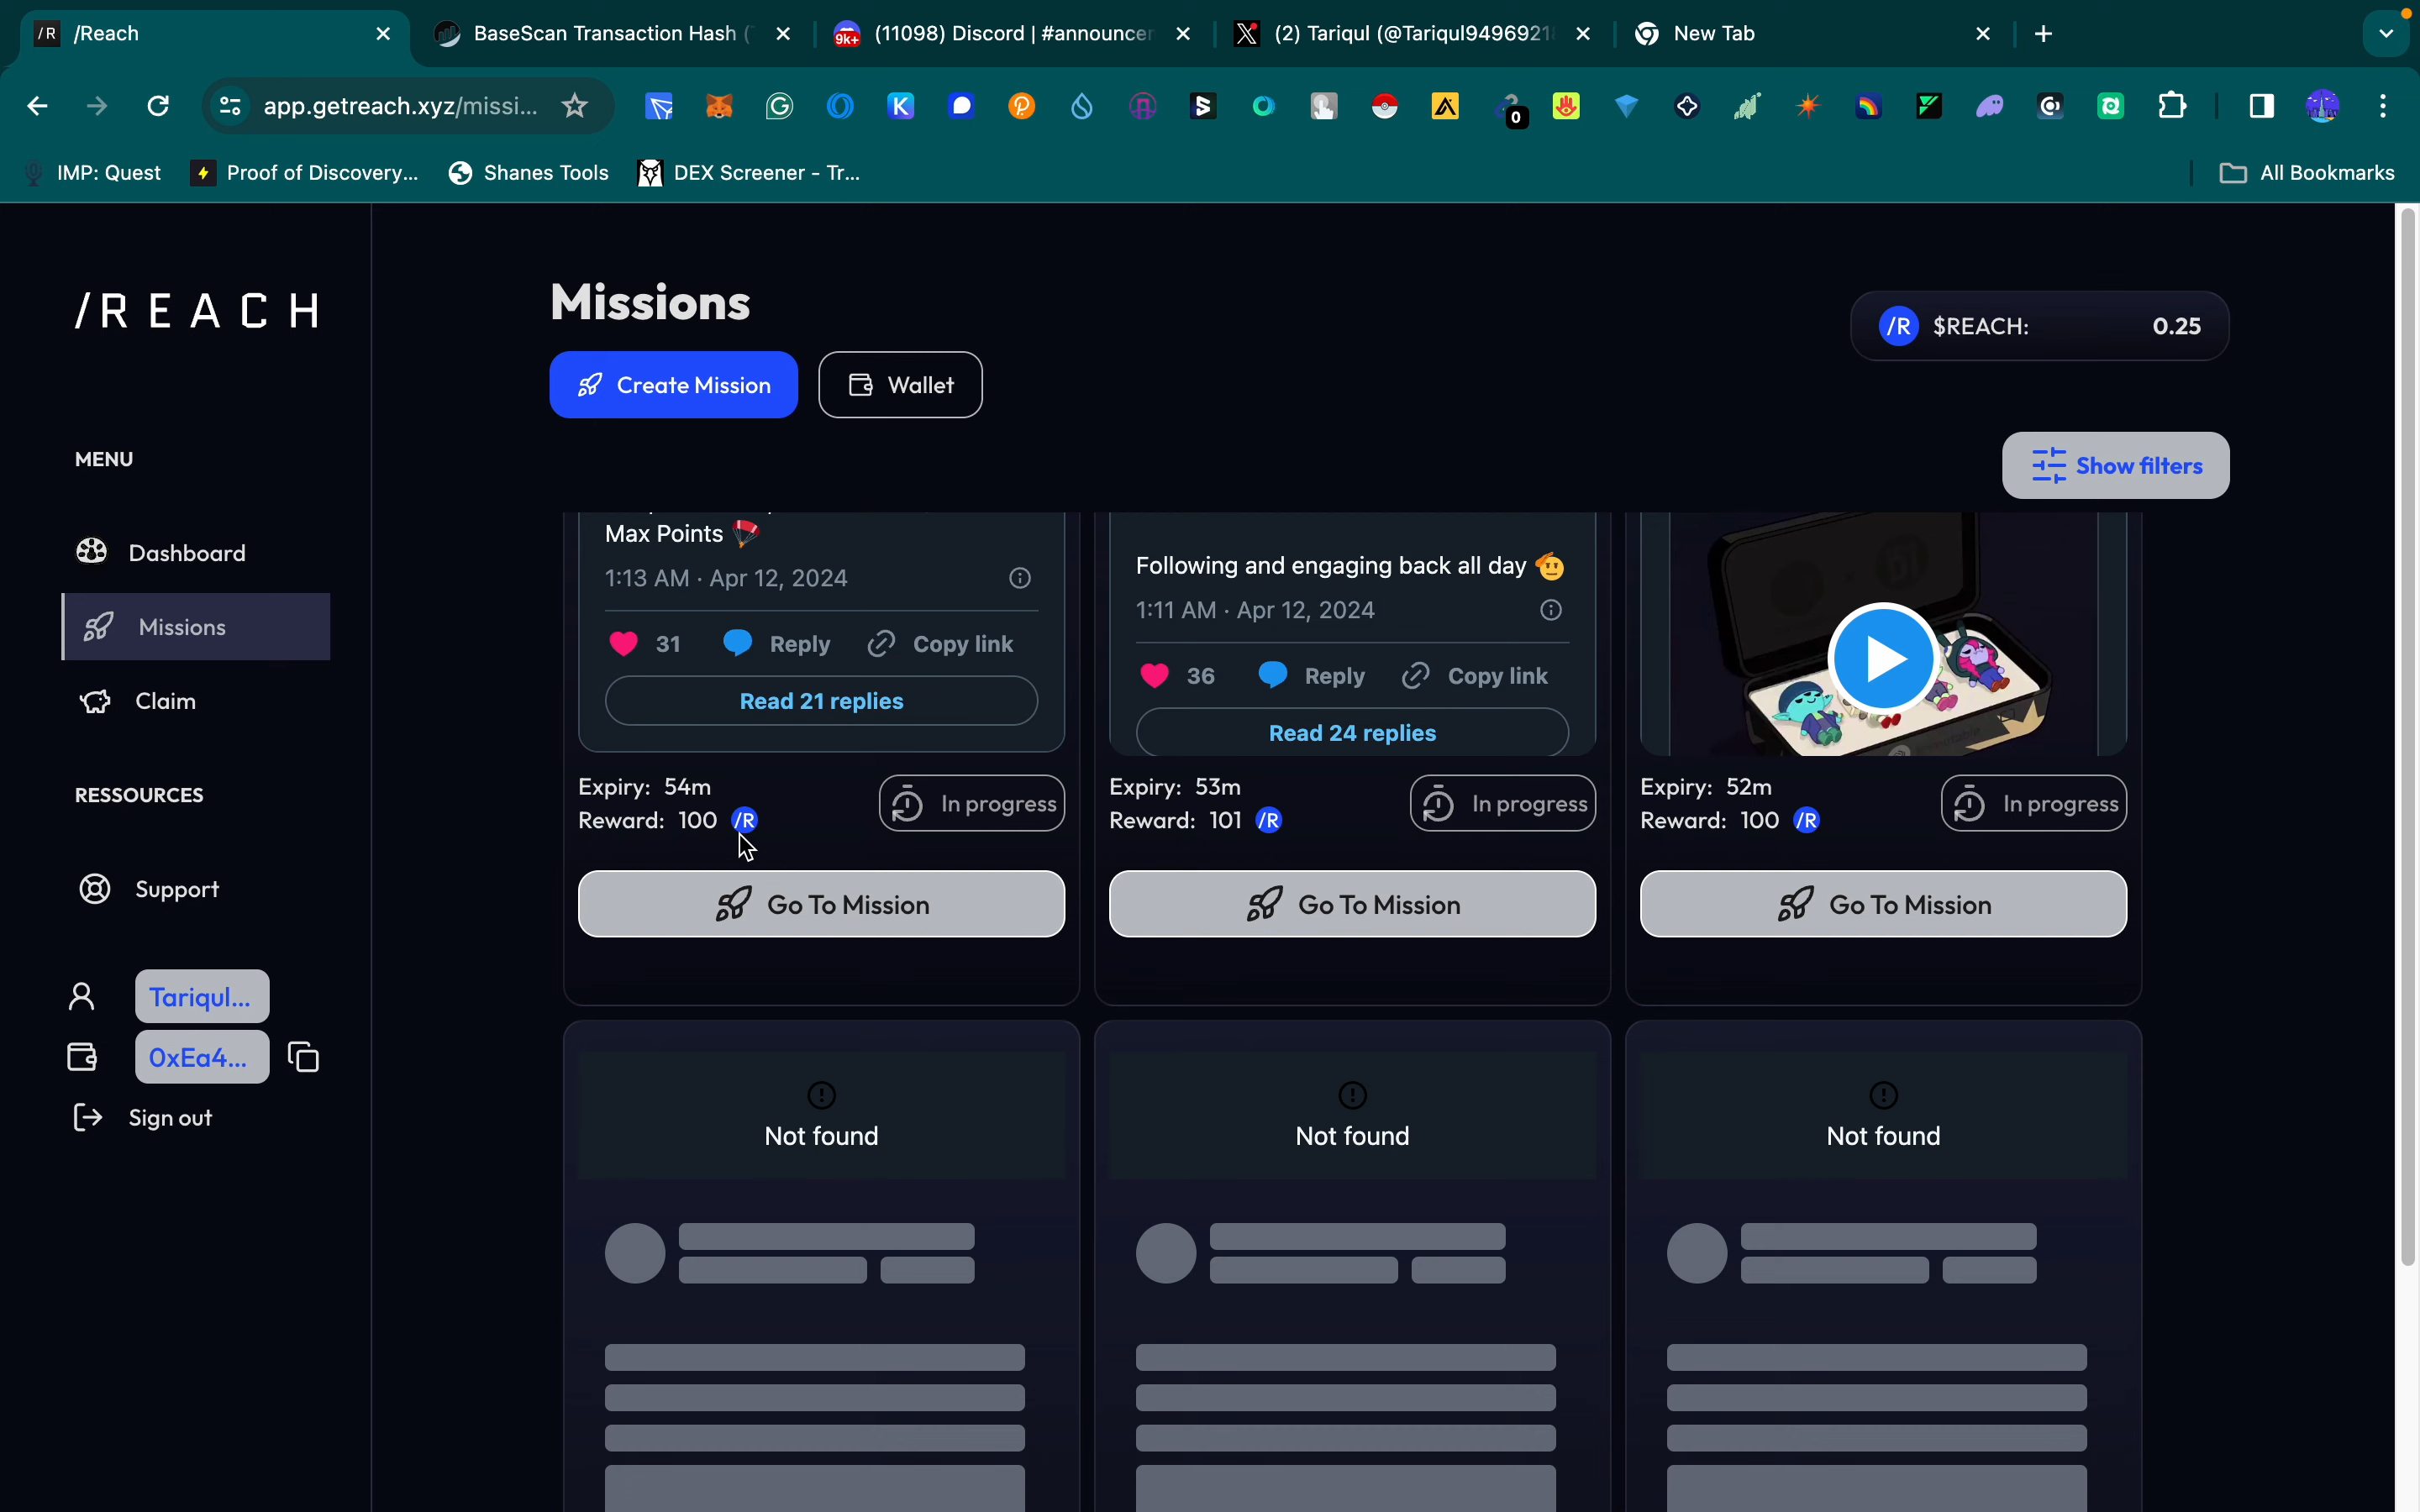 /R /Reach
BaseScan Transaction Hash (
9k+ (11098) Discord | #announcer
(2) Tariqul (@Tariqul9496921
New Tab
app.getreach.xyz/missi...
0
IMP: Quest
Proof of Discovery...
Shanes Tools
DEX Screener - Tr...
All Bookmarks
/REACH
MENU
Dashboard
Missions
Claim
RESSOURCES
Support
Tariqul...
0xEa4...
Sign out
Missions
/R $REACH: 0.25
Create Mission
Wallet
Show filters
Max Points
1:13 AM · Apr 12, 2024
31 Reply Copy link
Read 21 replies
Expiry: 54m
Reward: 100 /R
In progress
Go To Mission
Following and engaging back all day
1:11 AM · Apr 12, 2024
36 Reply Copy link
Read 24 replies
Expiry: 53m
Reward: 101 /R
In progress
Go To Mission
Expiry: 52m
Reward: 100 /R
In progress
Go To Mission
Not found
Not found
Not found